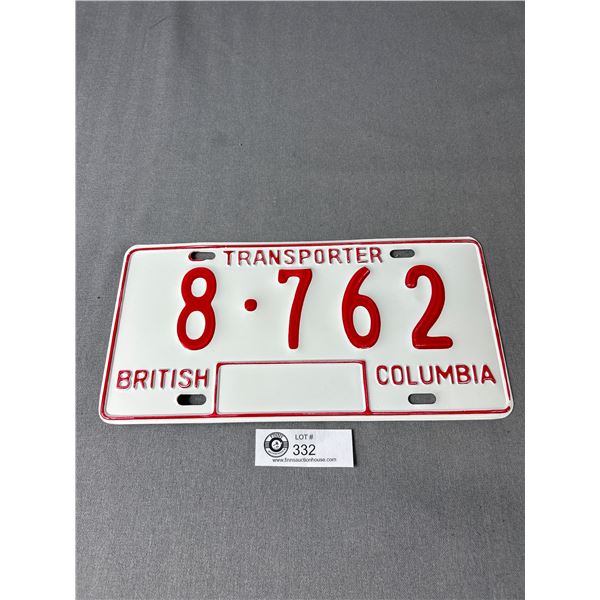 TRANSPORTER
8·762
BRITISH COLUMBIA
LOT #
332
www.finnsauctionhouse.com